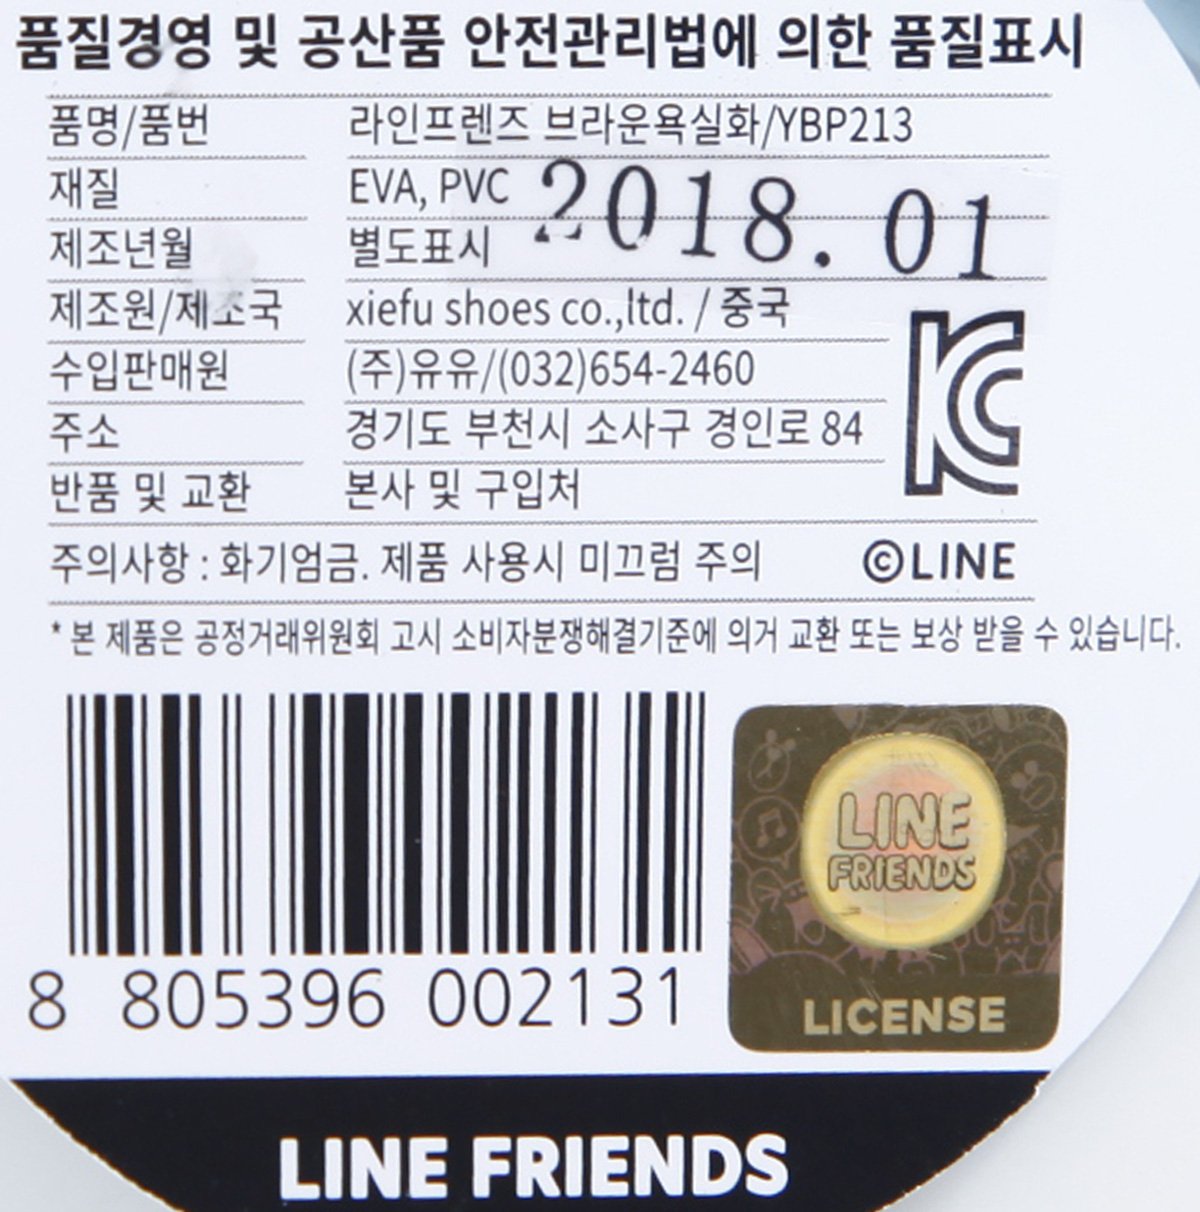 품질경영 및 공산품 안전관리법에 의한 품질표시
품명/품번 라인프렌즈 브라운욕실화/YBP213
재질 EVA, PVC
제조년월 별도표시 2018. 01
제조원/제조국 xiefu shoes co.,ltd. / 중국
수입판매원 (주)유유/(032)654-2460
주소 경기도 부천시 소사구 경인로 84
반품 및 교환 본사 및 구입처
주의사항 : 화기엄금. 제품 사용시 미끄럼 주의 ©LINE
* 본 제품은 공정거래위원회 고시 소비자분쟁해결기준에 의거 교환 또는 보상 받을 수 있습니다.
8 805396 002131
LINE
FRIENDS
LICENSE
LINE FRIENDS